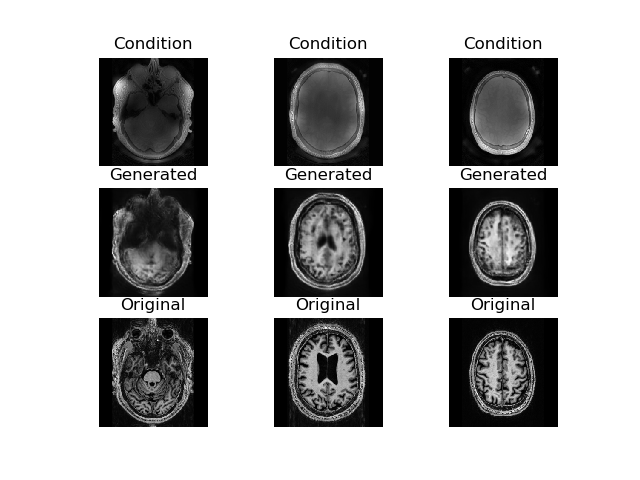 Condition Condition Condition
Generated Generated Generated
Original Original Original